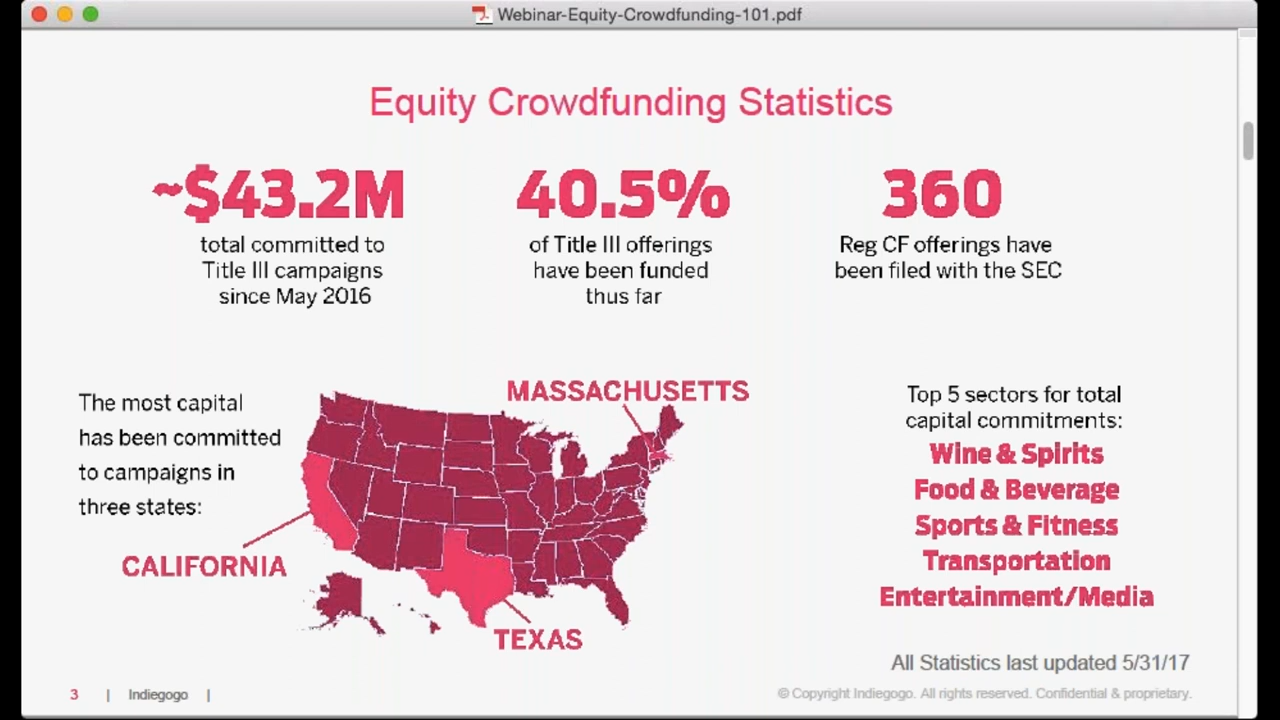 Webinar-Equity-Crowdfunding-101.pdf
Equity Crowdfunding Statistics
~$43.2M
total committed to
Title III campaigns
since May 2016
40.5%
of Title III offerings
have been funded
thus far
360
Reg CF offerings have
been filed with the SEC
The most capital
has been committed
to campaigns in
three states:
MASSACHUSETTS
CALIFORNIA
TEXAS
Top 5 sectors for total
capital commitments:
Wine & Spirits
Food & Beverage
Sports & Fitness
Transportation
Entertainment/Media
All Statistics last updated 5/31/17
3 | Indiegogo |
© Copyright Indiegogo. All rights reserved. Confidential & proprietary.